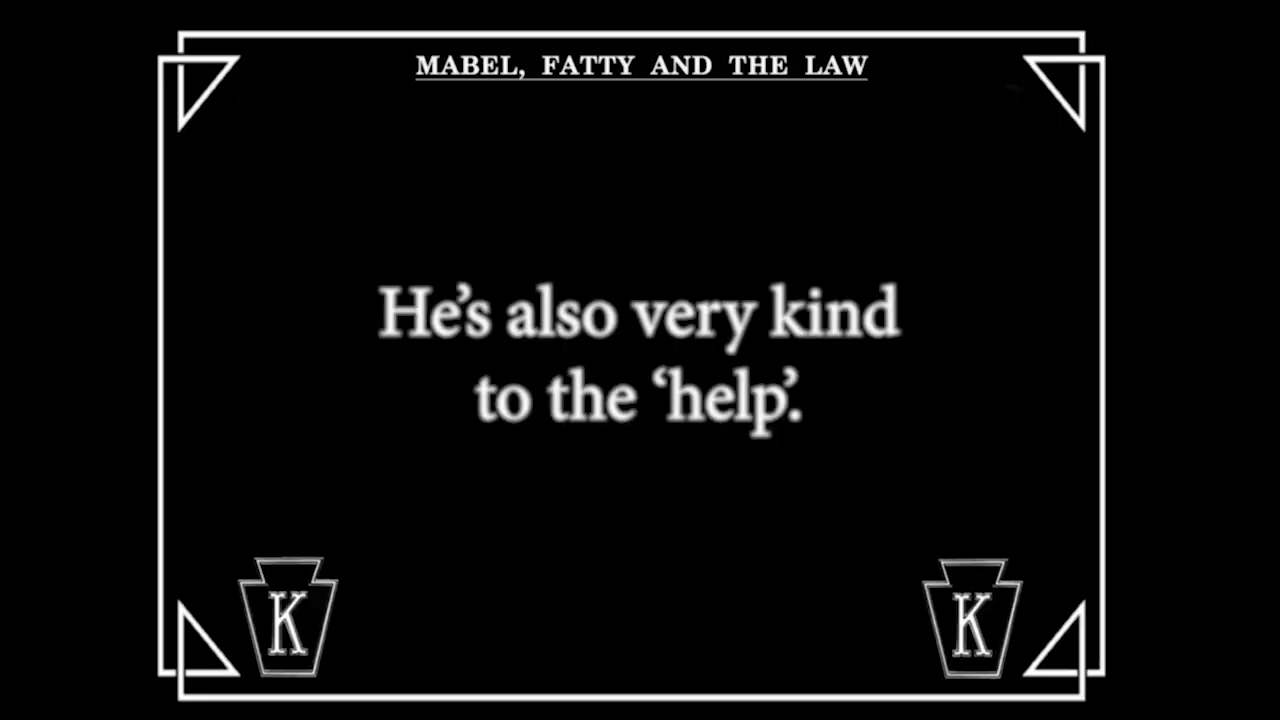 MABEL, FATTY AND THE LAW
He’s also very kind
to the ‘help’.
K
K